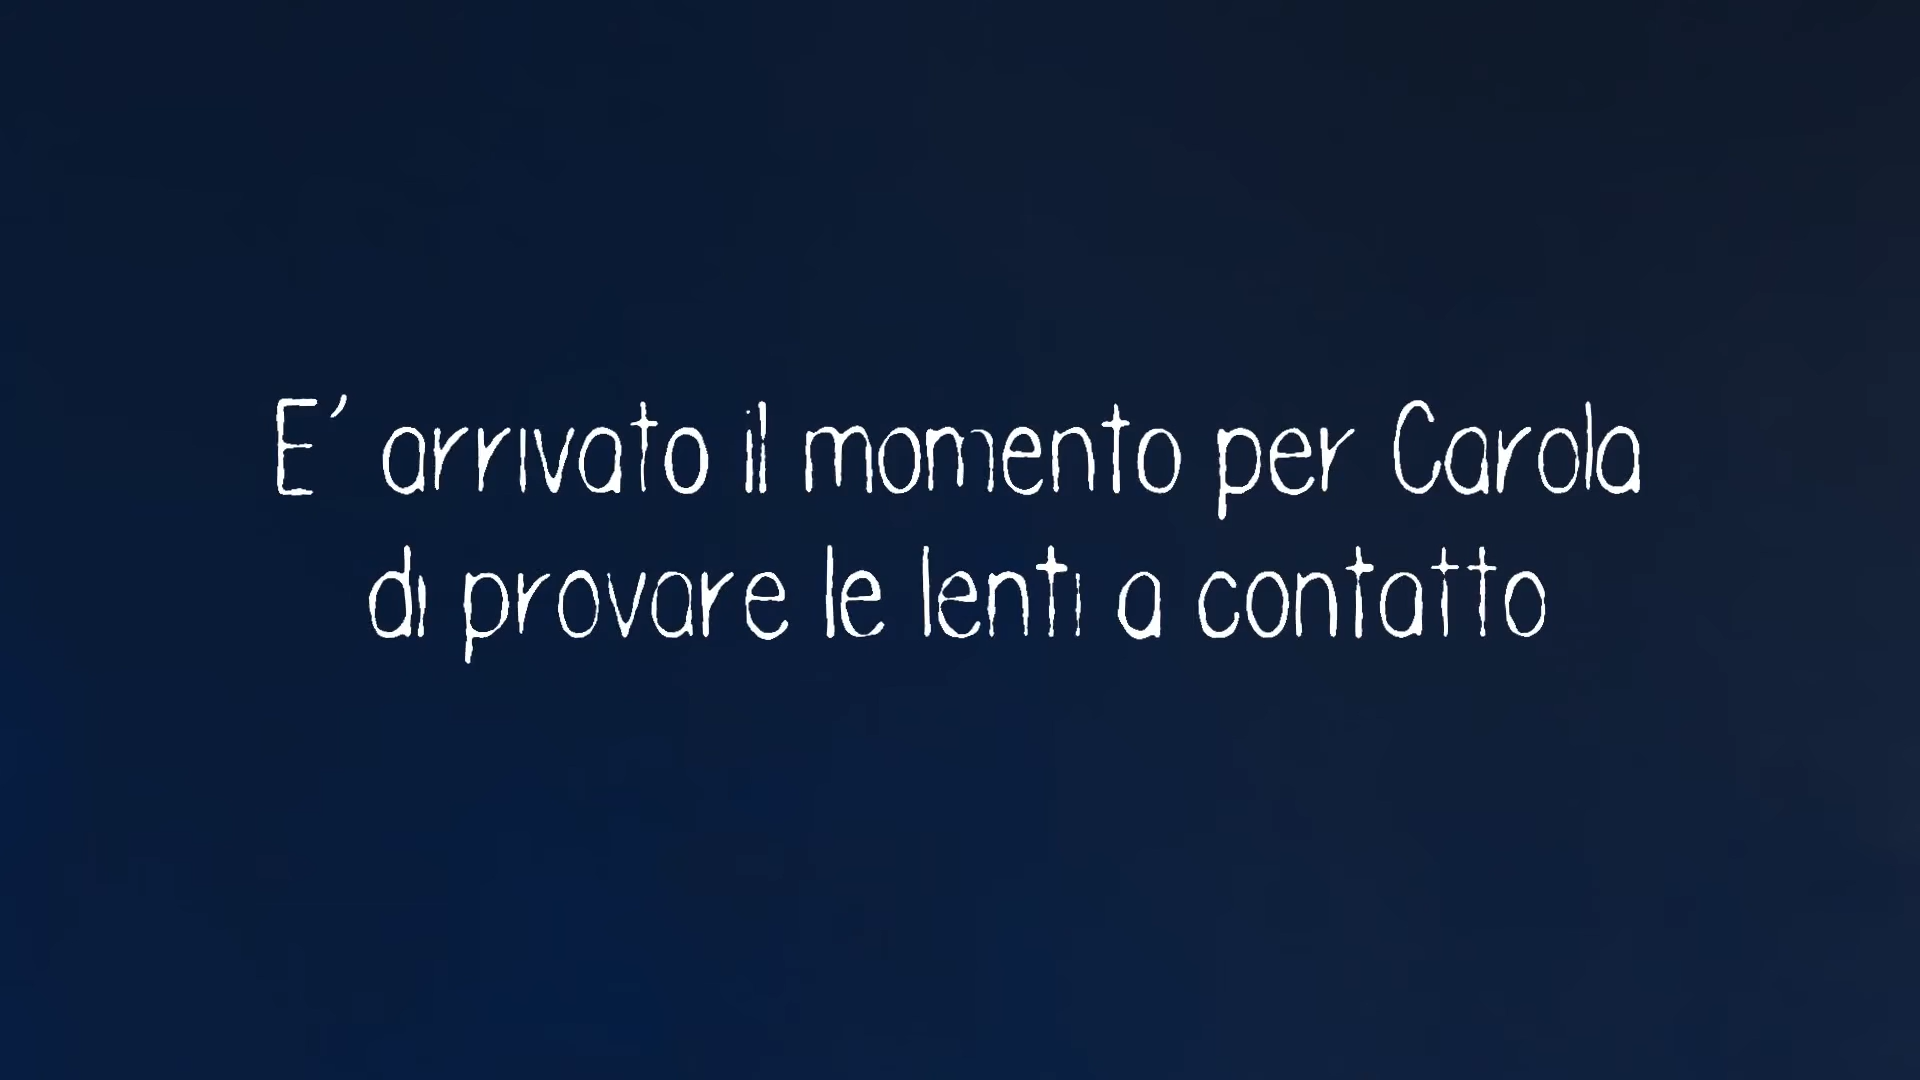 E' arrivato il momento per Carola
di provare le lenti a contatto